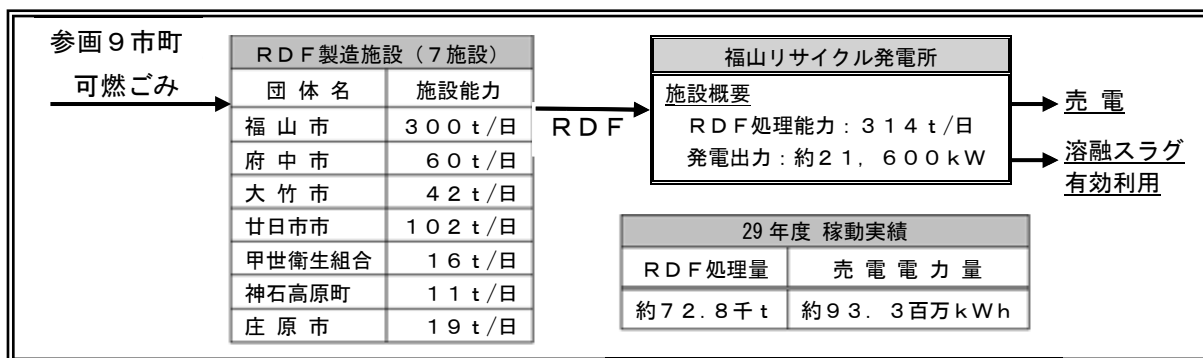 参画９市町
可燃ごみ
ＲＤＦ製造施設（７施設）
団 体 名 施設能力
福 山 市 ３００ｔ/日
府 中 市 ６０ｔ/日
大 竹 市 ４２ｔ/日
廿日市市 １０２ｔ/日
甲世衛生組合 １６ｔ/日
神石高原町 １１ｔ/日
庄 原 市 １９ｔ/日
ＲＤＦ
福山リサイクル発電所
施設概要
ＲＤＦ処理能力：３１４ｔ/日
発電出力：約２１，６００ｋＷ
売 電
溶融スラグ
有効利用
29 年度 稼動実績
ＲＤＦ処理量 売 電 電 力 量
約７２.８千ｔ 約９３．３百万ｋＷｈ